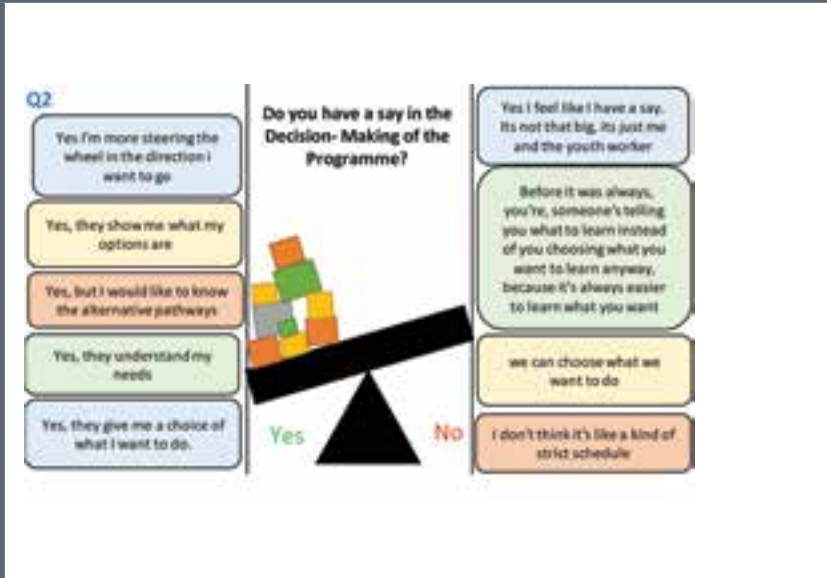 Q2
Yes I'm more steering the
wheel in the direction i
want to go
Yes, they show me what my
options are
Yes, but I would like to know
the alternative pathways
Yes, they understand my
needs
Yes, they give me a choice of
what I want to do.
Do you have a say in the
Decision- Making of the
Programme?
Yes
No
Yes I feel like I have a say.
Its not that big, its just me
and the youth worker
Before it was always,
you're, someone's telling
you what to learn instead
of you choosing what you
want to learn anyway,
because it's always easier
to learn what you want
we can choose what we
want to do
I don't think it's like a kind of
strict schedule